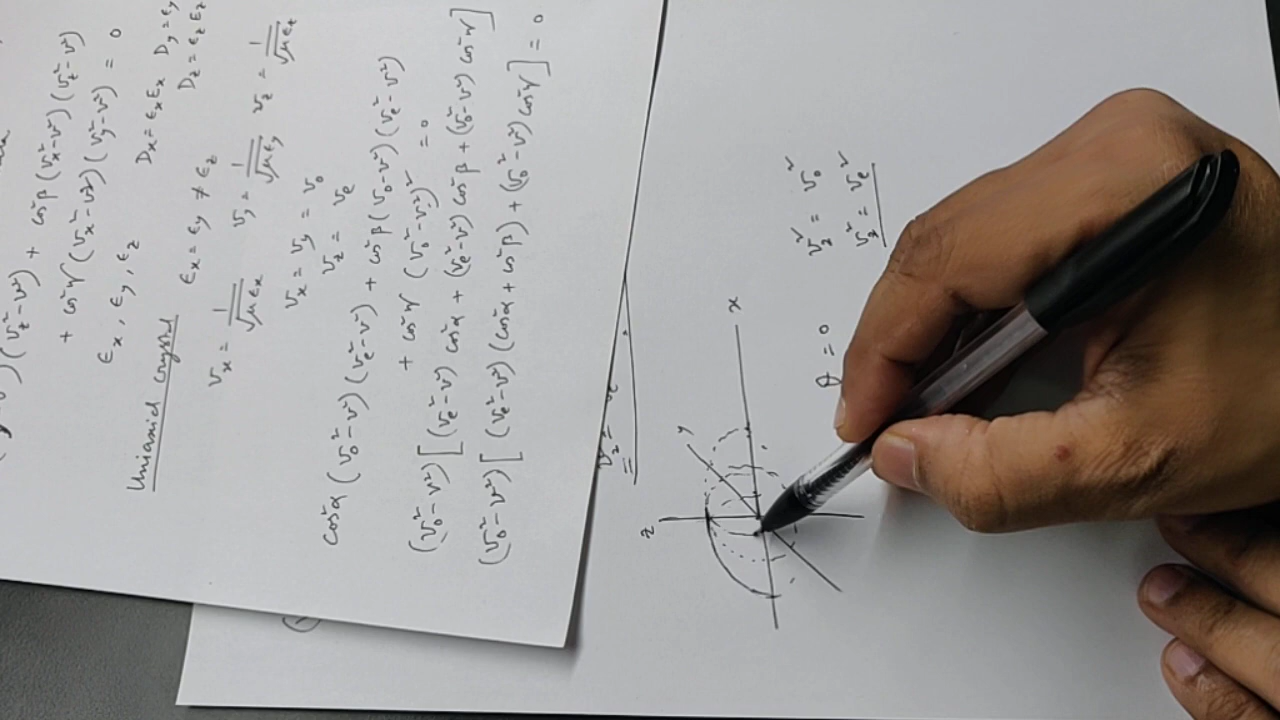 (v_z² - v²) + cos²β (v_x² - v²) (v_z² - v²)
+ cos²γ (v_x² - v²) (v_y² - v²) = 0
ϵ_x, ϵ_y, ϵ_z
D_x = ϵ_x E_x D_y = ϵ_y
D_z = ϵ_z E_z
Uniaxial crystal
ϵ_x = ϵ_y ≠ ϵ_z
v_x = 1/√(μϵ_x) v_y = 1/√(μϵ_y) v_z = 1/√(μϵ_z)
v_x = v_y = v_o
v_z = v_e
cos²α (v_o² - v²) (v_e² - v²) + cos²β (v_o² - v²) (v_e² - v²)
+ cos²γ (v_o² - v²)² = 0
(v_o² - v²) [(v_e² - v²) cos²α + (v_e² - v²) cos²β + (v_o² - v²) cos²γ]
(v_o² - v²) [(v_e² - v²) (cos²α + cos²β) + (v_o² - v²) cos²γ] = 0
z
y
x
θ = 0
v_2² = v_o²
v_2² = v_e²